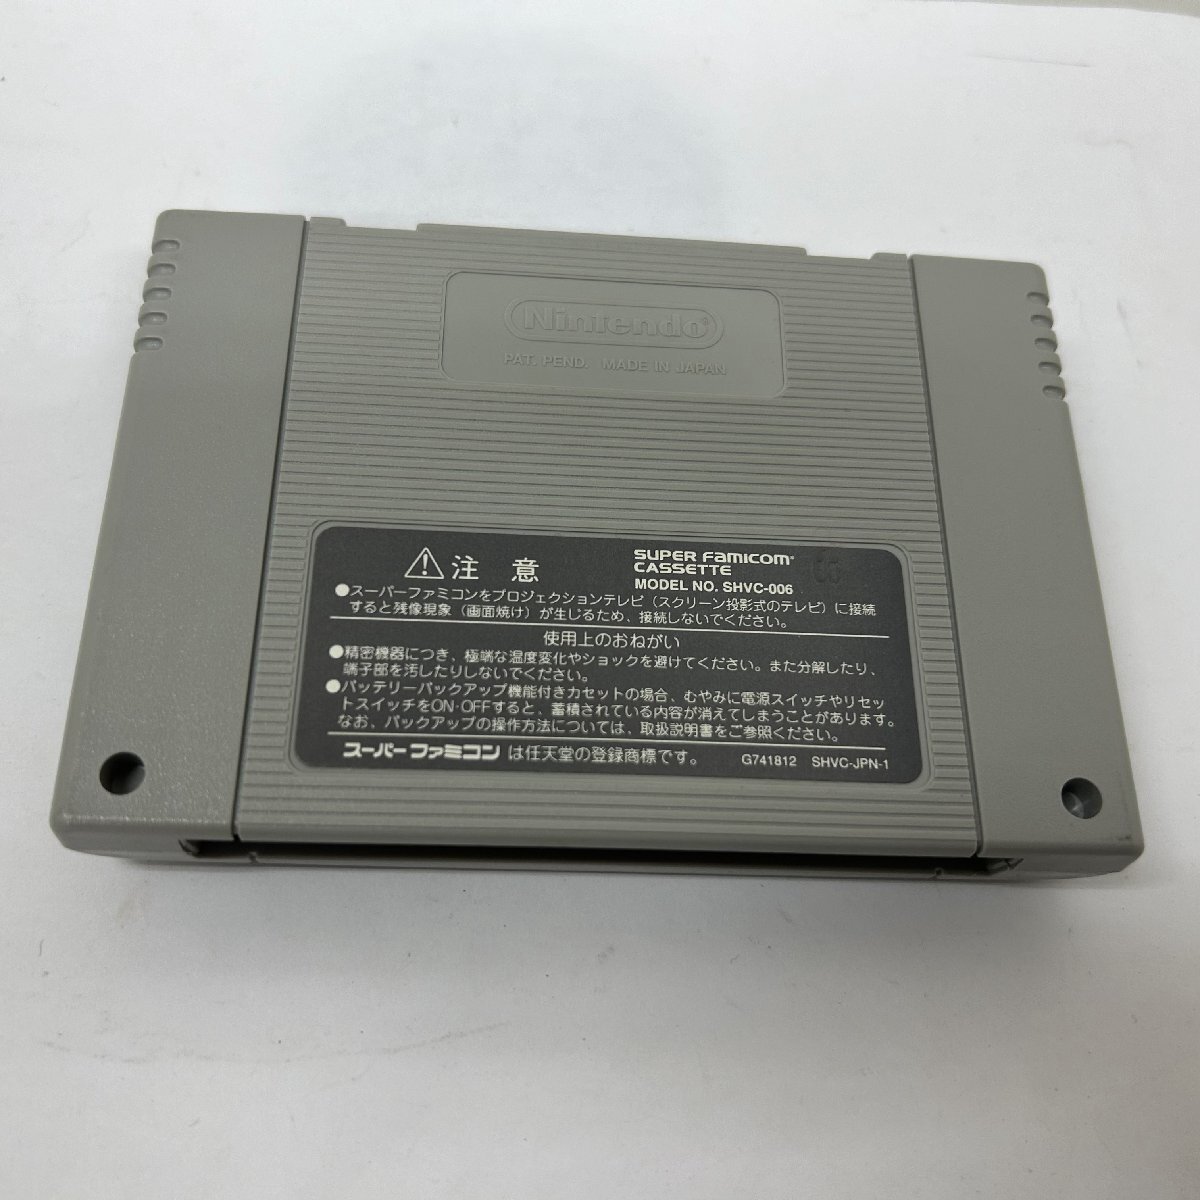 Nintendo
PAT. PEND. MADE IN JAPAN
注 意
SUPER FAMICOM
CASSETTE
MODEL NO. SHVC-006
●スーパーファミコンをプロジェクションテレビ（スクリーン投影式のテレビ）に接続
すると残像現象（画面焼け）が生じるため、接続しないでください。
使用上のおねがい
●精密機器につき、極端な温度変化やショックを避けてください。また分解したり、
端子部を汚したりしないでください。
●バッテリーバックアップ機能付きカセットの場合、むやみに電源スイッチやリセッ
トスイッチをON･OFFすると、蓄積されている内容が消えてしまうことがあります。
なお、バックアップの操作方法については、取扱説明書をご参照ください。
スーパーファミコン は任天堂の登録商標です。
G741812 SHVC-JPN-1